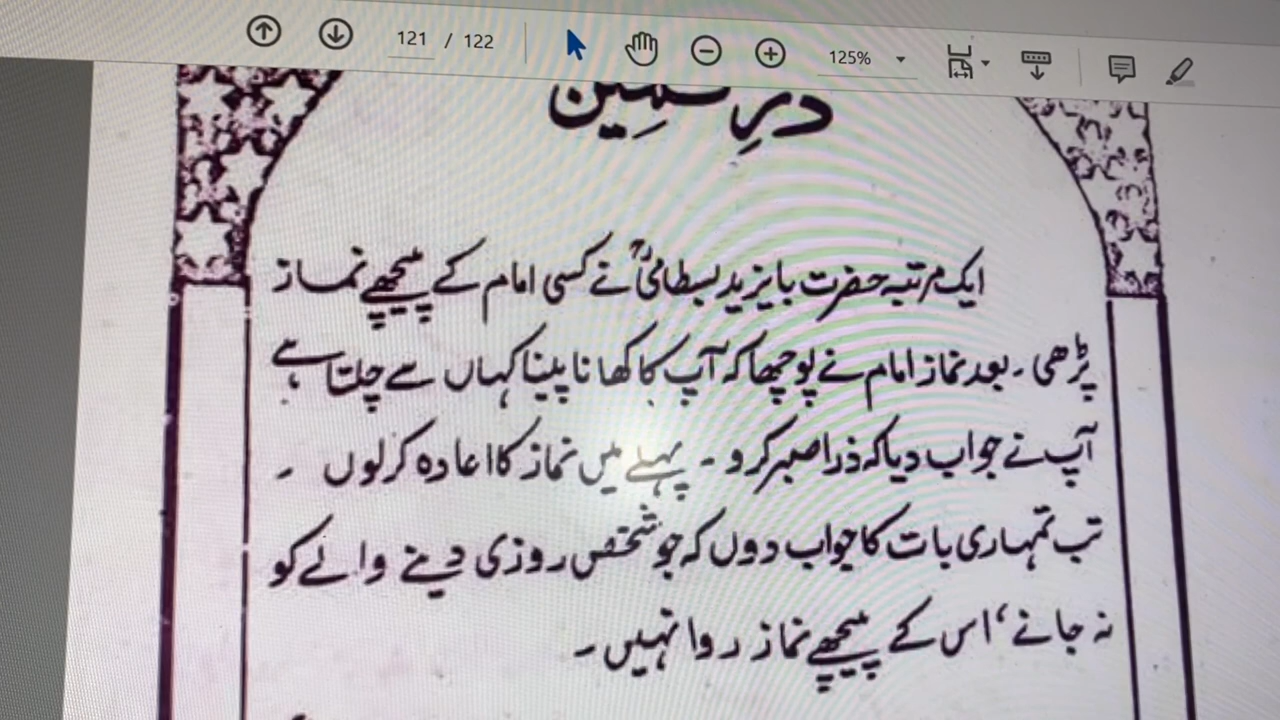 121 / 122
125%
درِ ثمین
ایک مرتبہ حضرت بایزید بسطامیؒ نے کسی امام کے پیچھے نماز
پڑھی ۔ بعد نماز امام نے پوچھا کہ آپ کا کھانا پینا کہاں سے چلتا ہے
آپ نے جواب دیا کہ ذرا صبر کرو ۔ پہلے میں نماز کا اعادہ کرلوں ۔
تب تمہاری بات کا جواب دوں کہ جو شخص روزی دینے والے کو
نہ جانے ‘ اس کے پیچھے نماز روا نہیں ۔